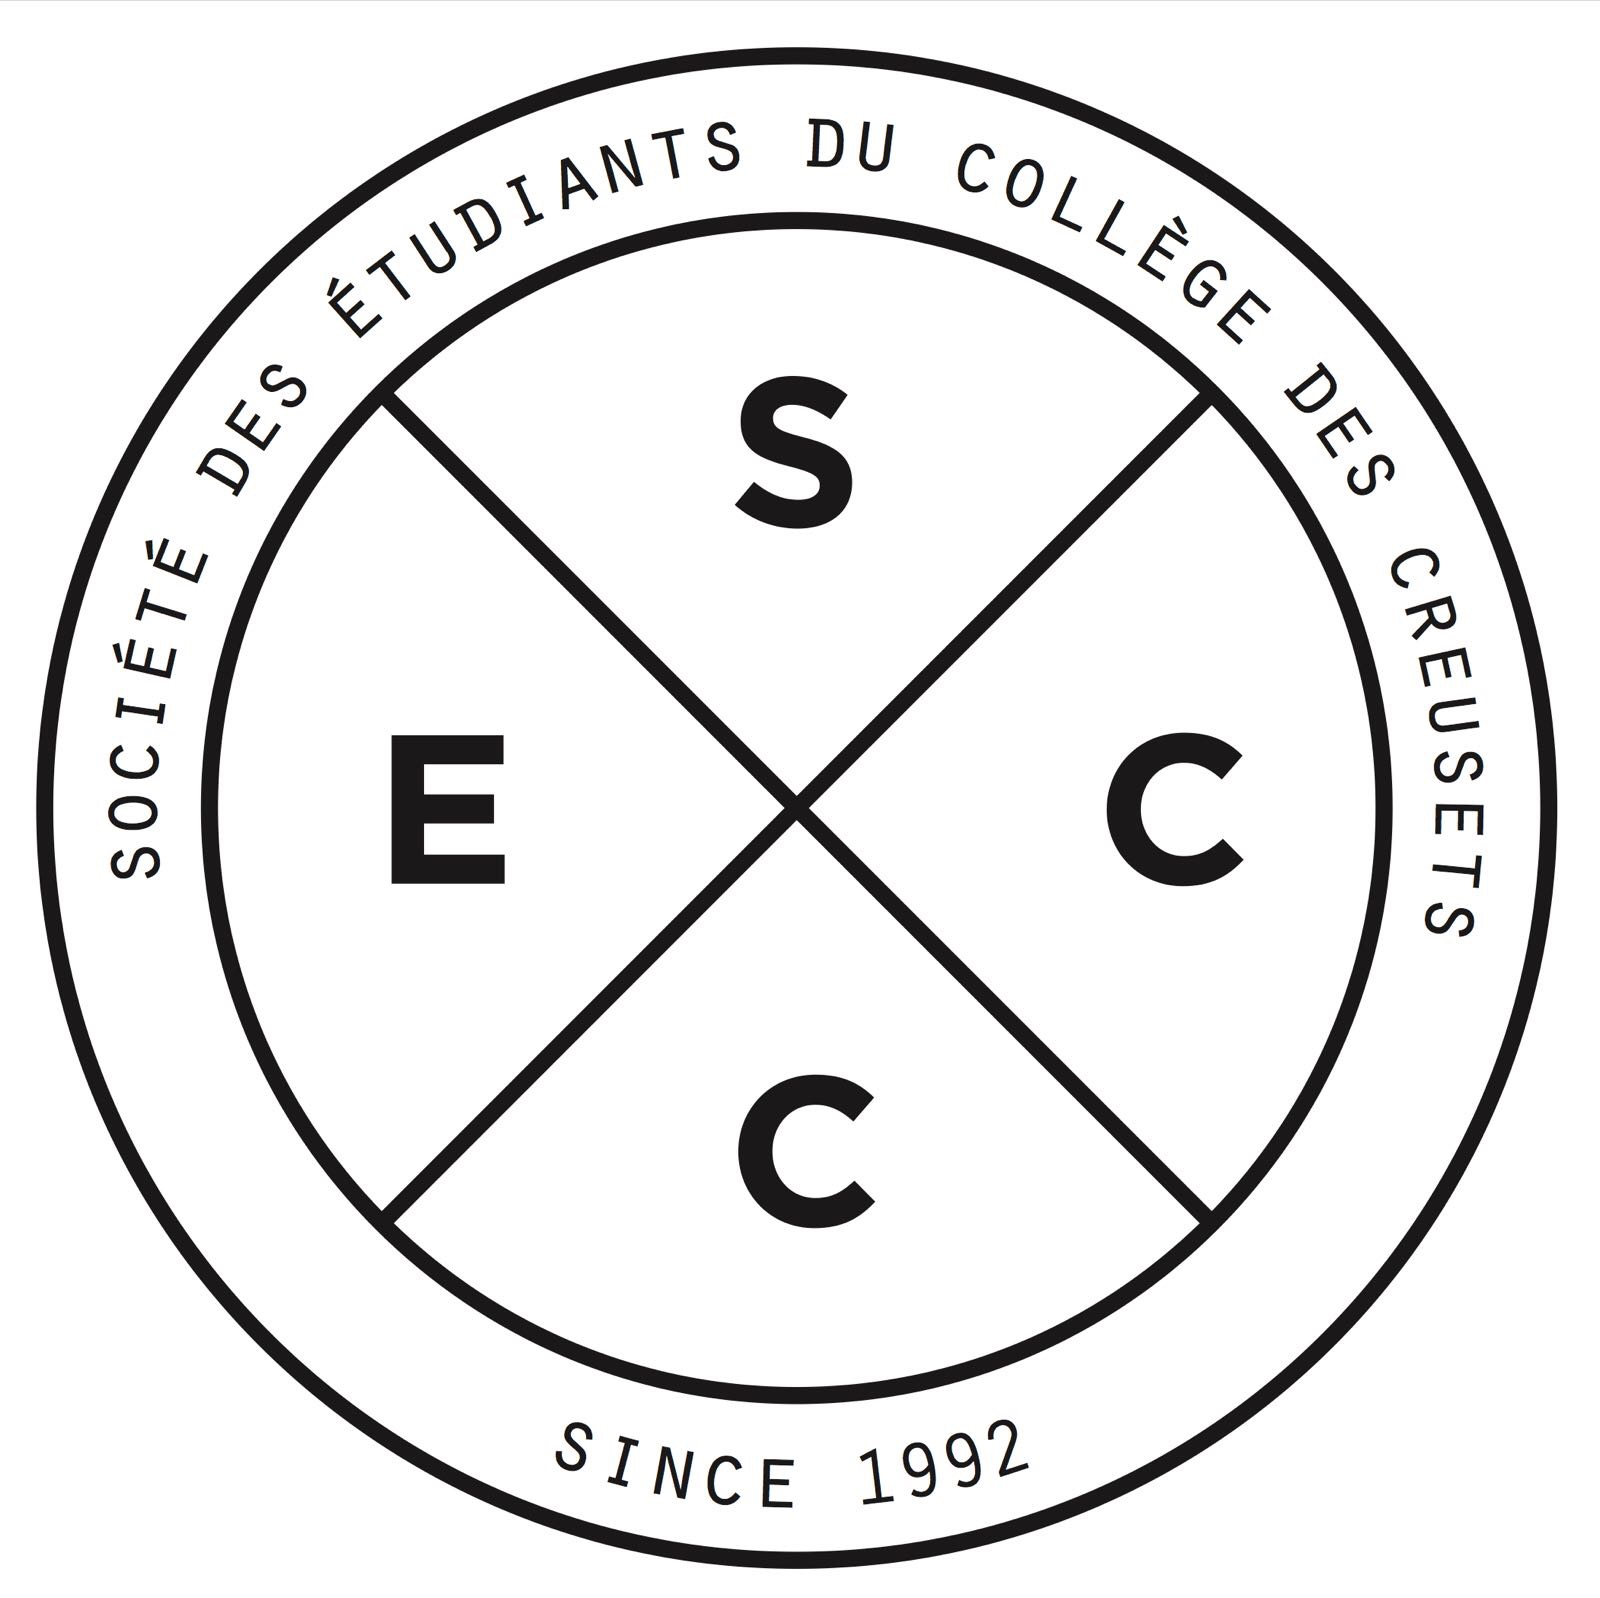 SOCIÉTÉ DES ÉTUDIANTS DU COLLÈGE DES CREUSETS
S
E C
C
SINCE 1992